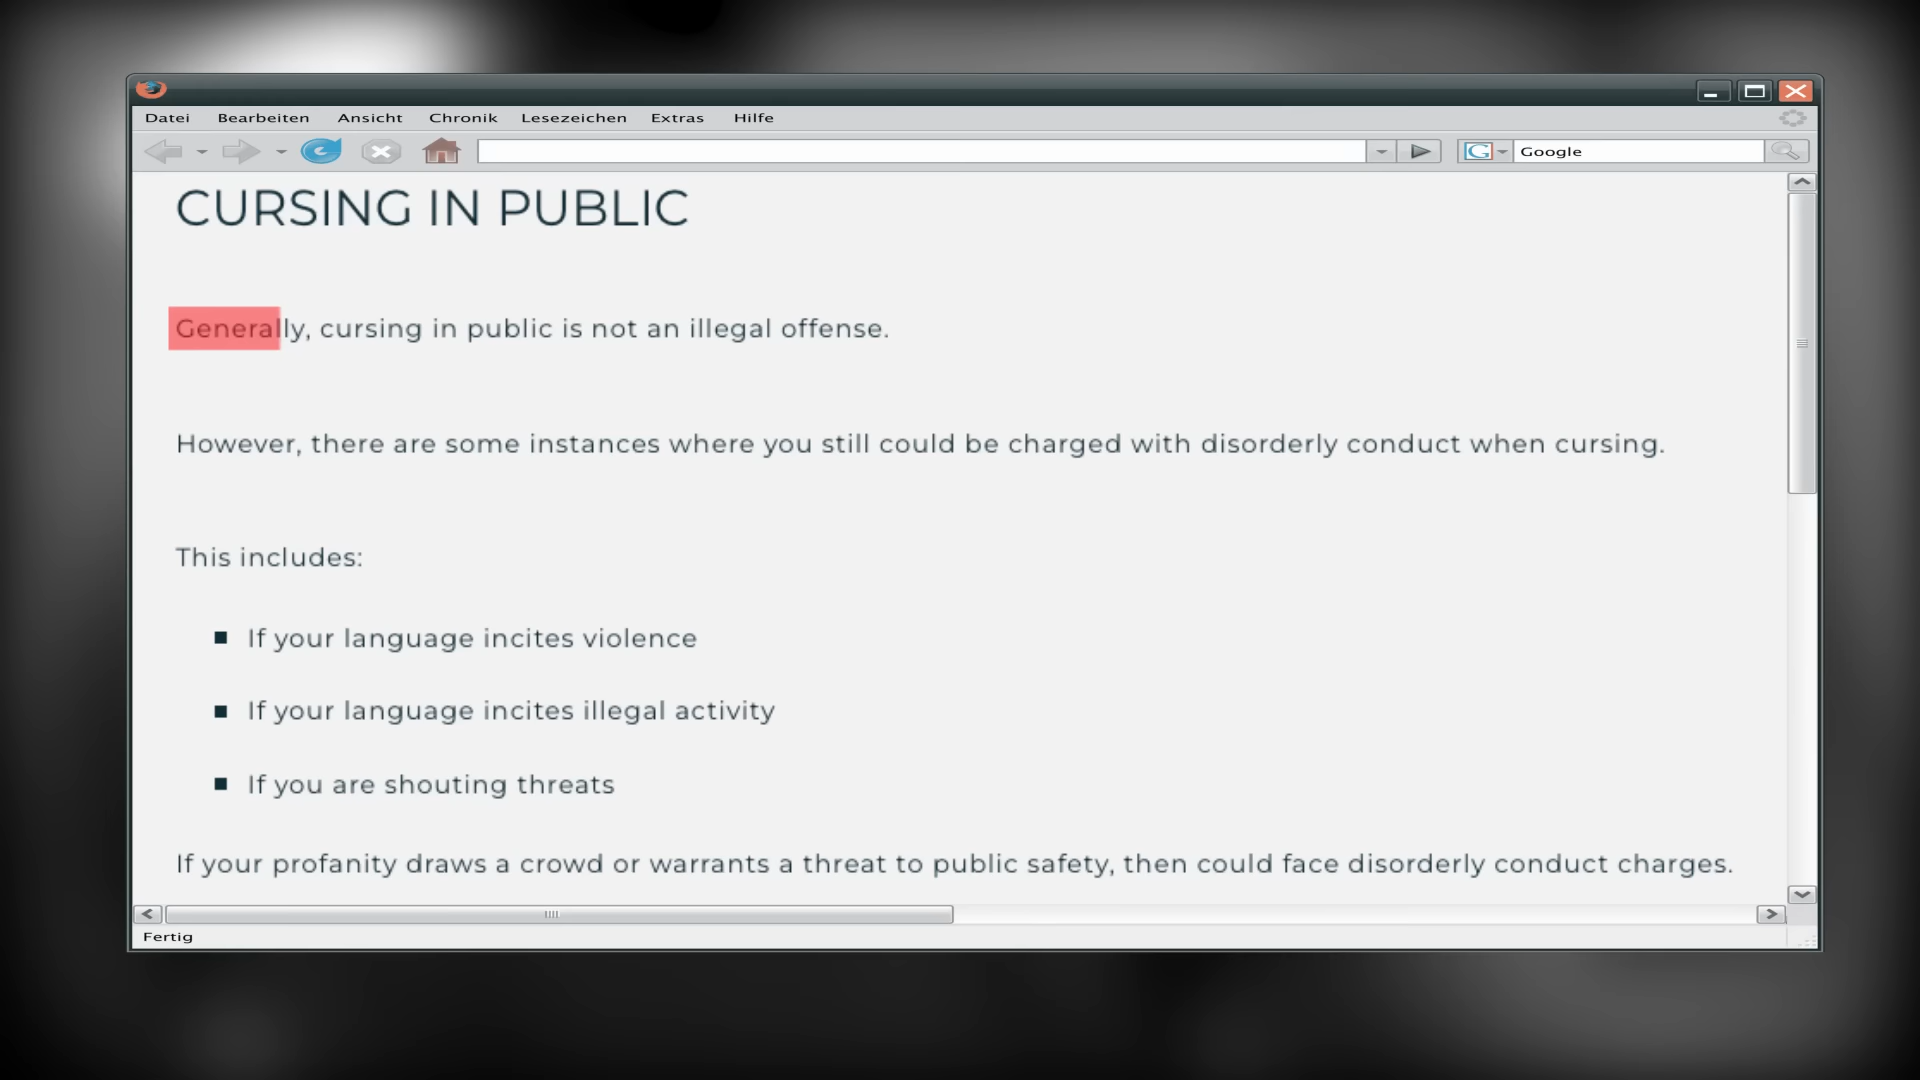 Datei Bearbeiten Ansicht Chronik Lesezeichen Extras Hilfe
G Google
CURSING IN PUBLIC
Generally, cursing in public is not an illegal offense.
However, there are some instances where you still could be charged with disorderly conduct when cursing.
This includes:
If your language incites violence
If your language incites illegal activity
If you are shouting threats
If your profanity draws a crowd or warrants a threat to public safety, then could face disorderly conduct charges.
Fertig